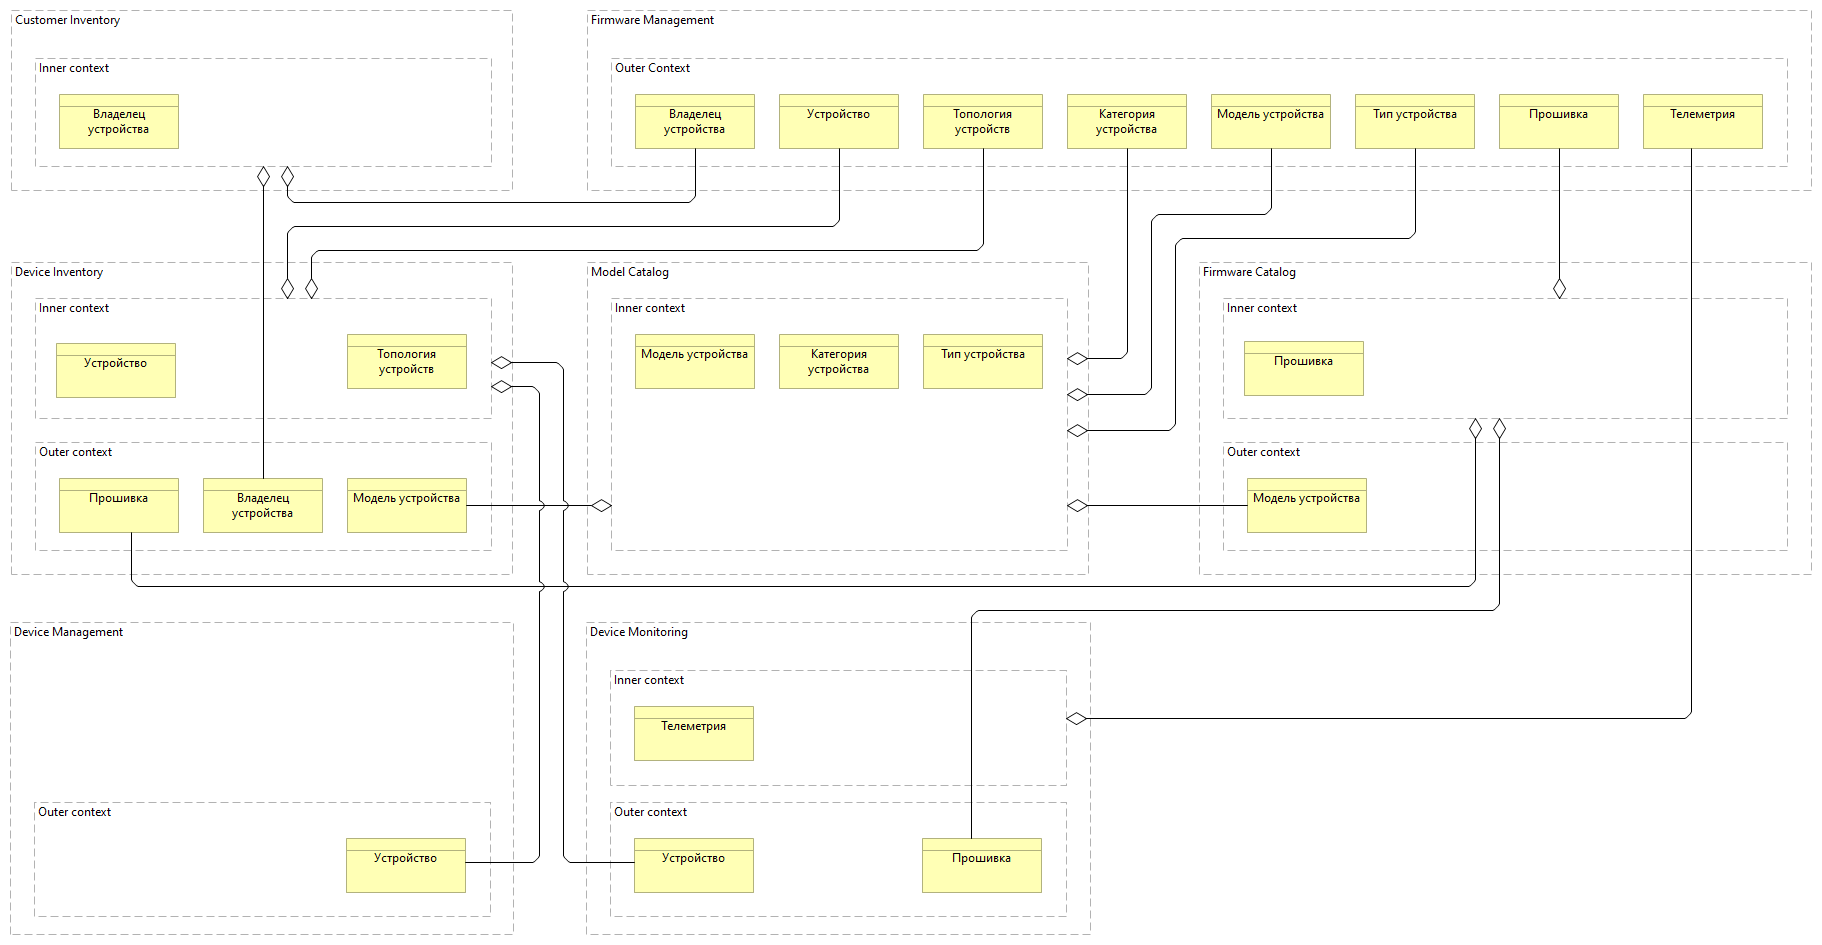 Customer Inventory
Inner context
Владелец
устройства
Firmware Management
Outer Context
Владелец
устройства
Устройство
Топология
устройств
Категория
устройства
Модель устройства
Тип устройства
Прошивка
Телеметрия
Device Inventory
Inner context
Устройство
Топология
устройств
Outer context
Прошивка
Владелец
устройства
Модель устройства
Model Catalog
Inner context
Модель устройства
Категория
устройства
Тип устройства
Firmware Catalog
Inner context
Прошивка
Outer context
Модель устройства
Device Management
Outer context
Устройство
Device Monitoring
Inner context
Телеметрия
Outer context
Устройство
Прошивка